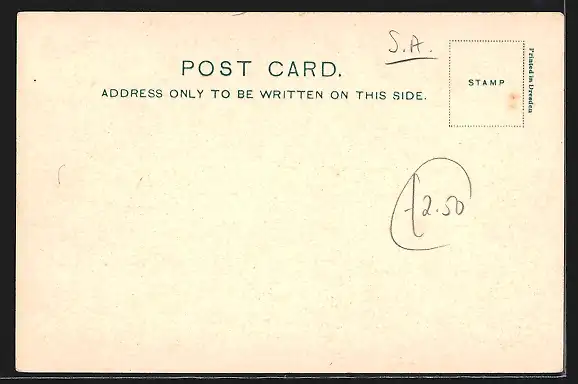 S.A.
POST CARD.
ADDRESS ONLY TO BE WRITTEN ON THIS SIDE.
STAMP
Printed in Dresden
£2.50